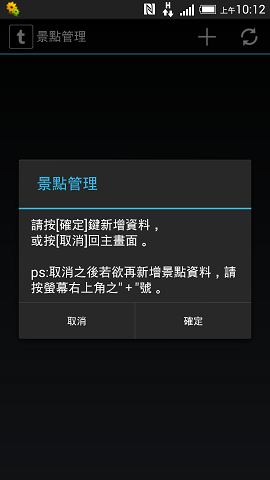 上午10:12
t 景點管理
景點管理
請按[確定]鍵新增資料，
或按[取消]回主畫面。
ps:取消之後若欲再新增景點資料，請
按螢幕右上角之"＋"號。
取消 確定